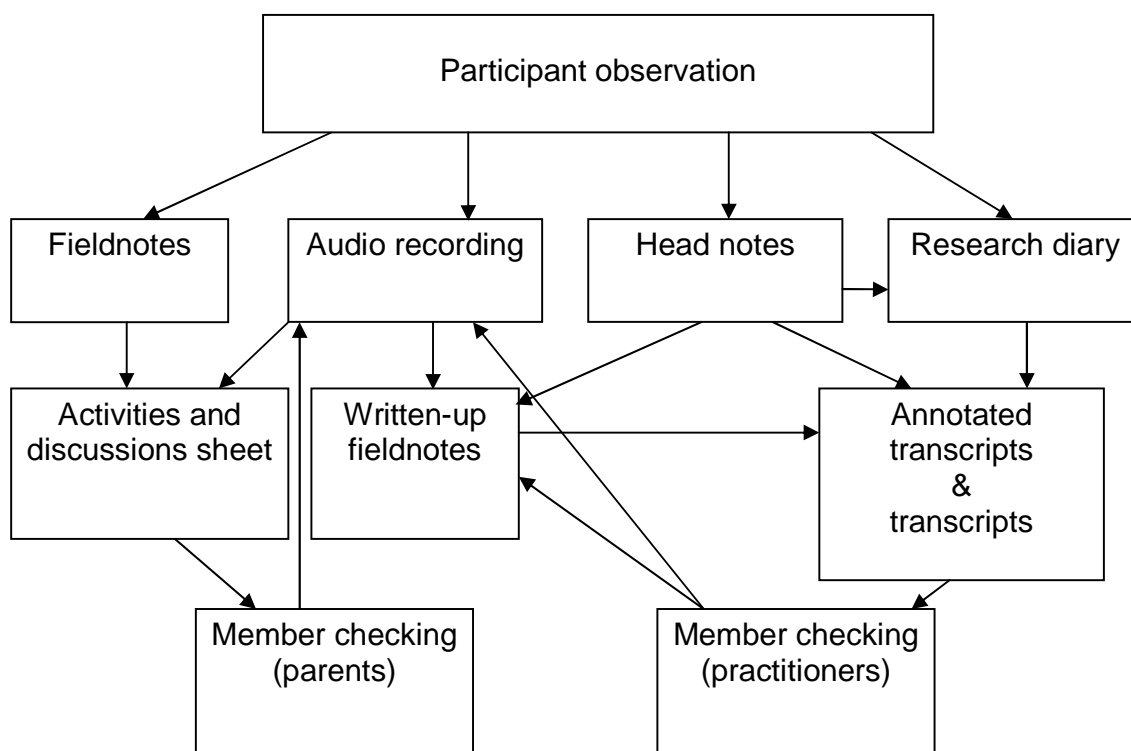 Participant observation
Fieldnotes
Audio recording
Head notes
Research diary
Activities and
discussions sheet
Written-up
fieldnotes
Annotated
transcripts
&
transcripts
Member checking
(parents)
Member checking
(practitioners)